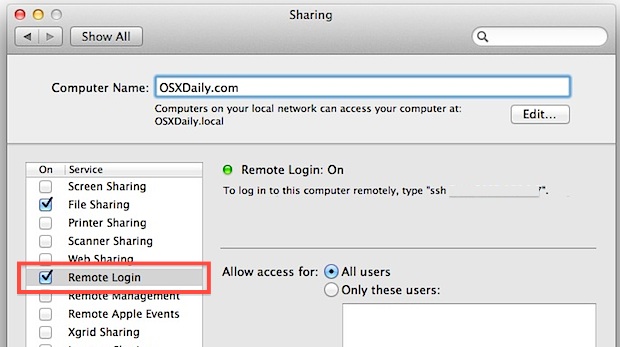 Sharing
Show All
Computer Name: OSXDaily.com
Computers on your local network can access your computer at:
OSXDaily.local
Edit...
On Service
Screen Sharing
File Sharing
Printer Sharing
Scanner Sharing
Web Sharing
Remote Login
Remote Management
Remote Apple Events
Xgrid Sharing
Remote Login: On
To log in to this computer remotely, type "ssh ".
Allow access for: All users
Only these users: